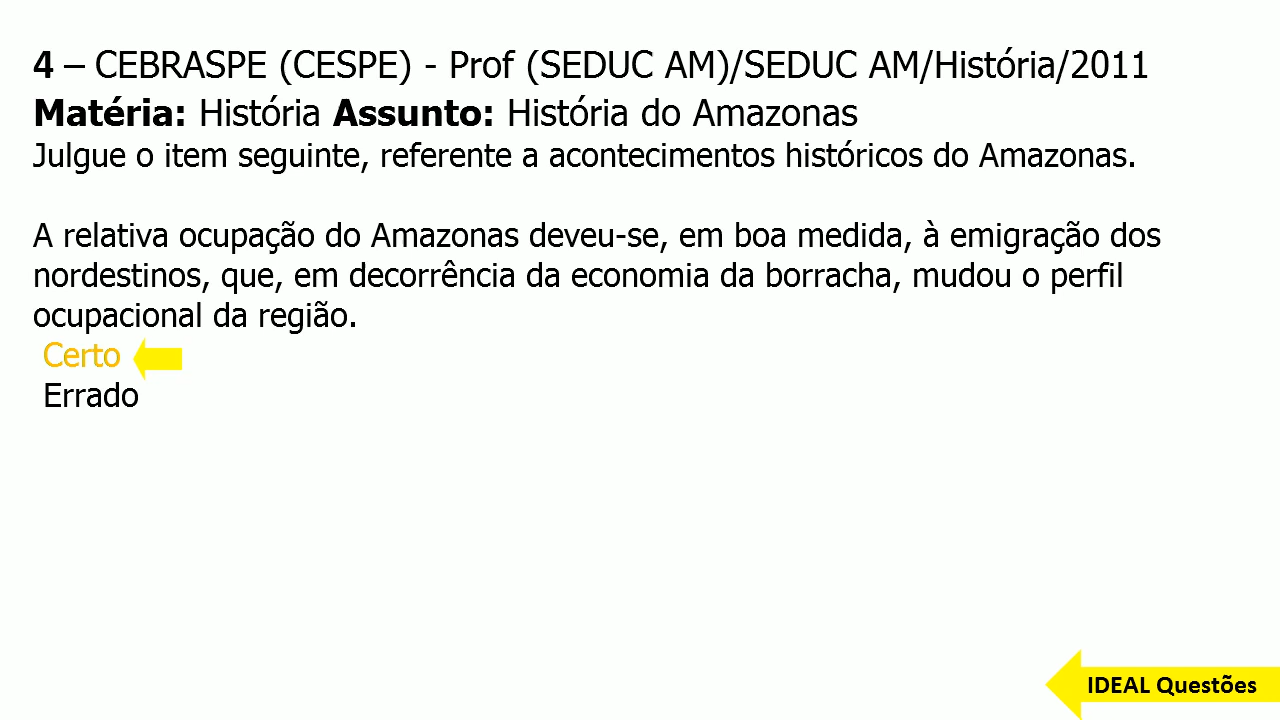 4 – CEBRASPE (CESPE) - Prof (SEDUC AM)/SEDUC AM/História/2011
Matéria: História Assunto: História do Amazonas
Julgue o item seguinte, referente a acontecimentos históricos do Amazonas.
A relativa ocupação do Amazonas deveu-se, em boa medida, à emigração dos
nordestinos, que, em decorrência da economia da borracha, mudou o perfil
ocupacional da região.
Certo
Errado
IDEAL Questões